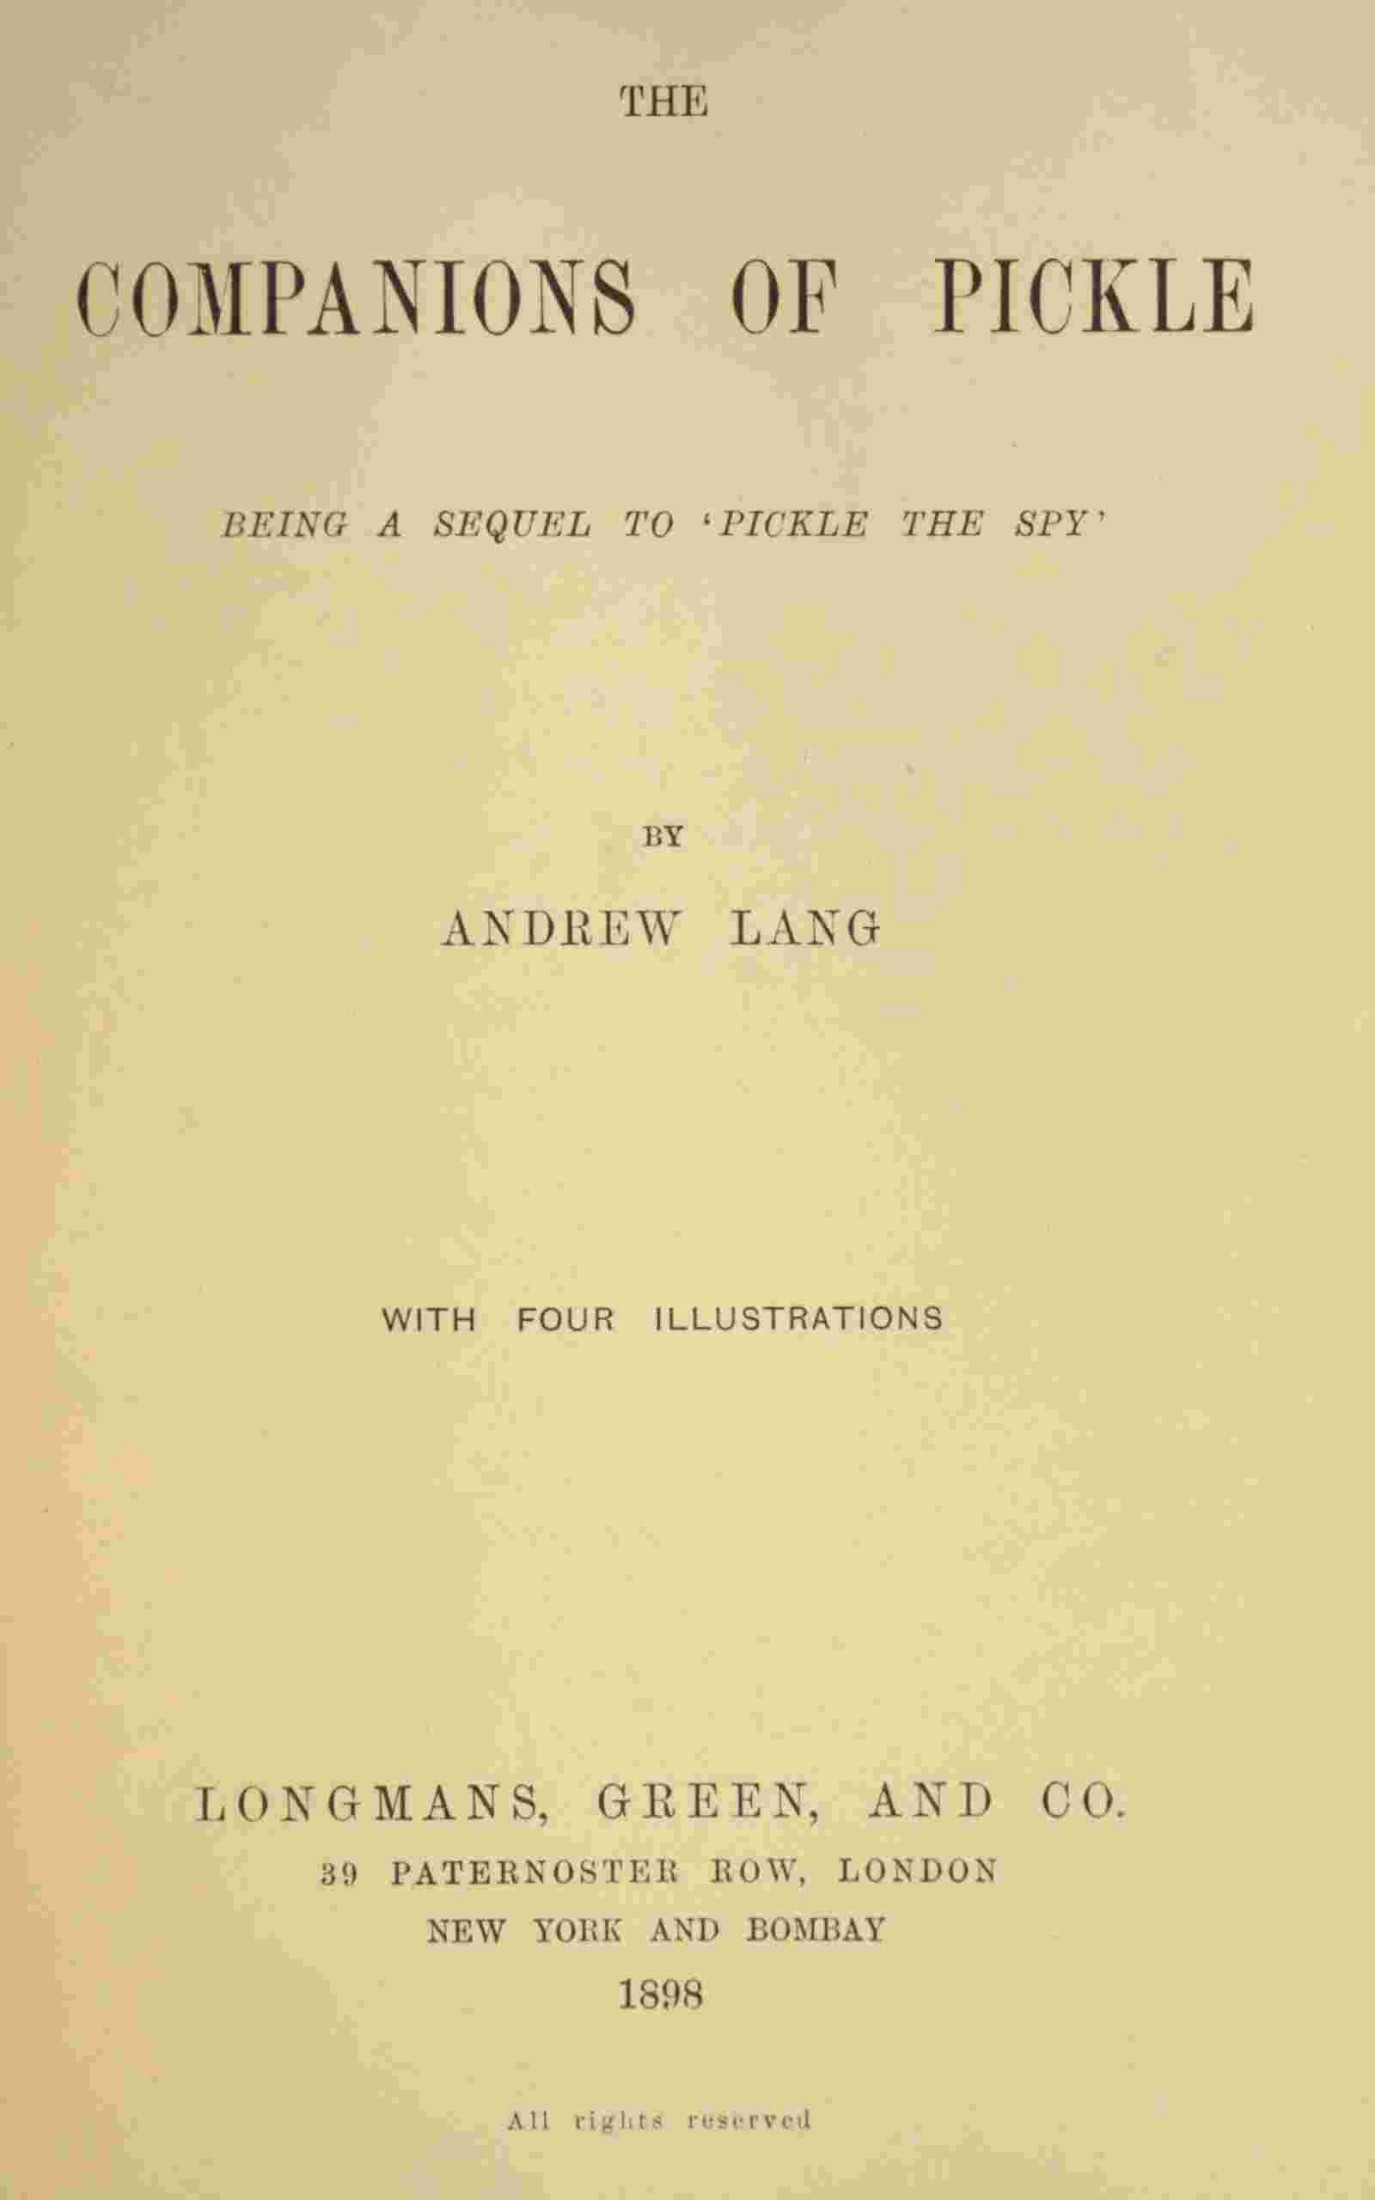 THE
COMPANIONS OF PICKLE
BEING A SEQUEL TO ‘PICKLE THE SPY’
BY
ANDREW LANG
WITH FOUR ILLUSTRATIONS
LONGMANS, GREEN, AND CO.
39 PATERNOSTER ROW, LONDON
NEW YORK AND BOMBAY
1898
All rights reserved